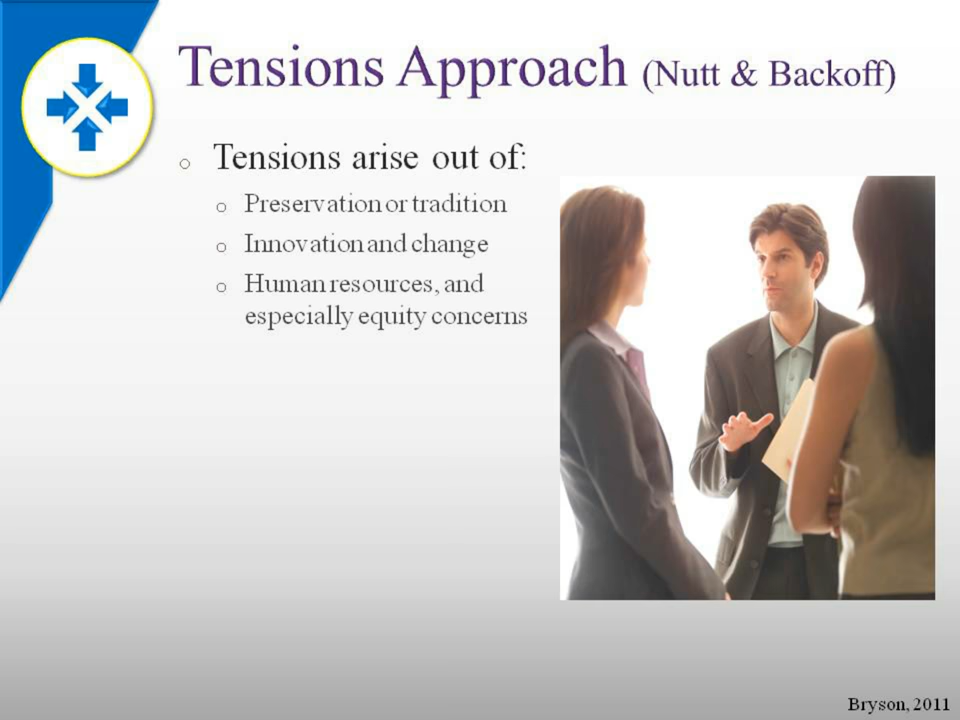 Tensions Approach (Nutt & Backoff)
o Tensions arise out of:
o Preservation or tradition
o Innovation and change
o Human resources, and
especially equity concerns
Bryson, 2011